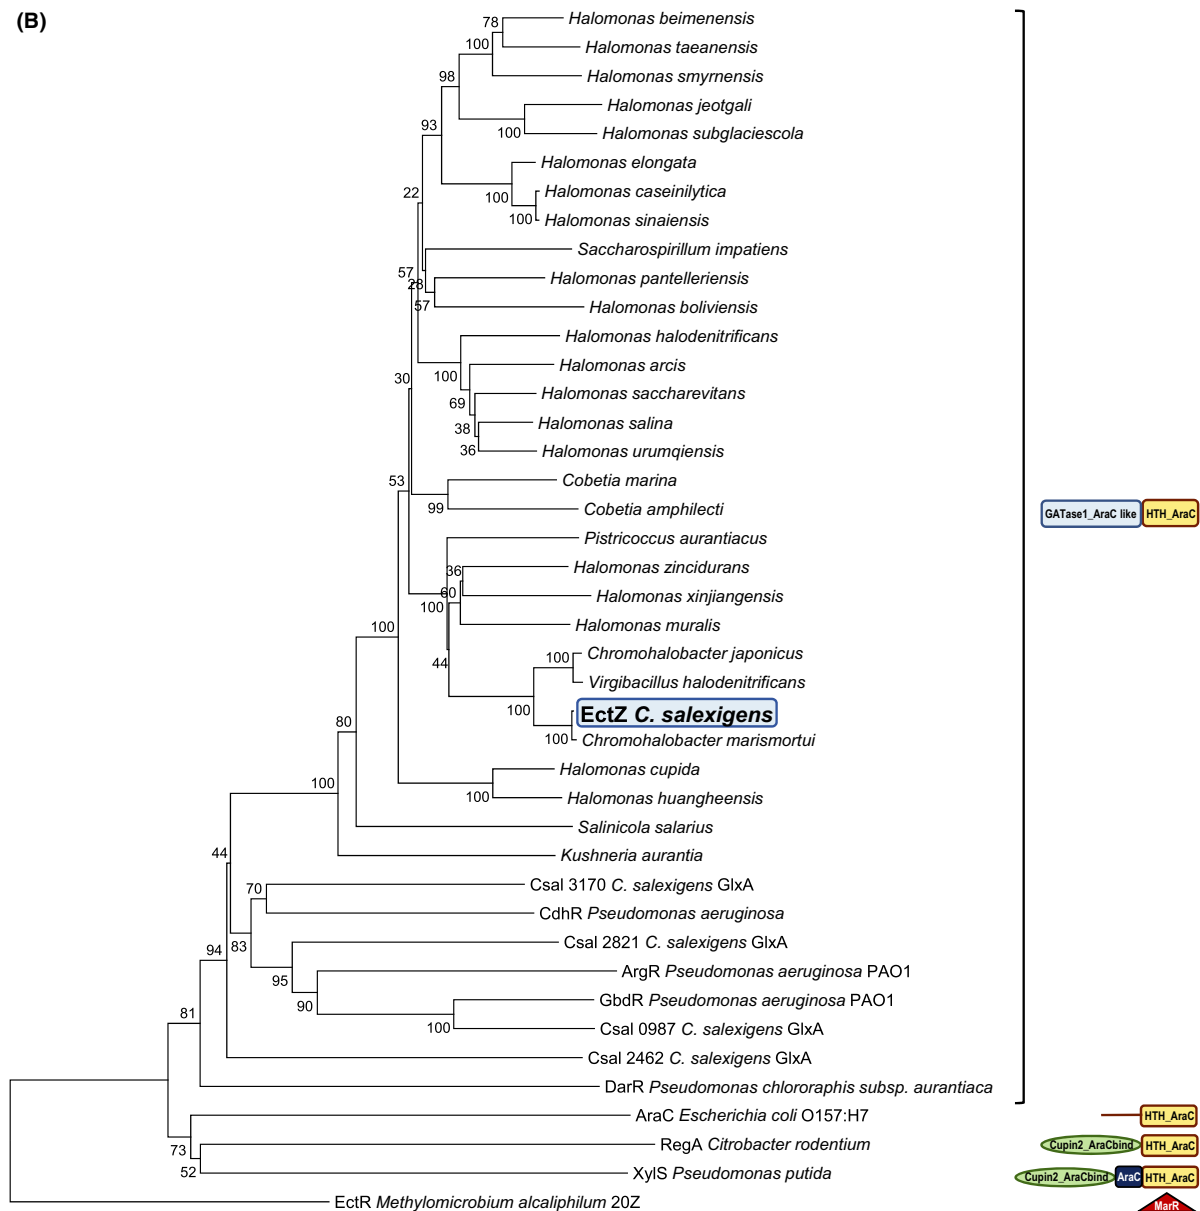 (B)
78
Halomonas beimenensis
Halomonas taeanensis
100
Halomonas smyrnensis
98
Halomonas jeotgali
100
Halomonas subglaciescola
93
Halomonas elongata
100
Halomonas caseinilytica
100
Halomonas sinaiensis
22
Saccharospirillum impatiens
57
28
Halomonas pantelleriensis
57
Halomonas boliviensis
Halomonas halodenitrificans
100
Halomonas arcis
30
69
Halomonas saccharevitans
38
Halomonas salina
36
Halomonas urumqiensis
53
Cobetia marina
99
Cobetia amphilecti
GATase1_AraC like HTH_AraC
Pistricoccus aurantiacus
36
Halomonas zincidurans
60
100
Halomonas xinjiangensis
Halomonas muralis
100
44
100
Chromohalobacter japonicus
Virgibacillus halodenitrificans
100
EctZ C. salexigens
100
Chromohalobacter marismortui
80
Halomonas cupida
100
Halomonas huangheensis
100
Salinicola salarius
Kushneria aurantia
44
70
Csal 3170 C. salexigens GlxA
CdhR Pseudomonas aeruginosa
94
83
Csal 2821 C. salexigens GlxA
95
ArgR Pseudomonas aeruginosa PAO1
90
GbdR Pseudomonas aeruginosa PAO1
100
Csal 0987 C. salexigens GlxA
81
Csal 2462 C. salexigens GlxA
DarR Pseudomonas chlororaphis subsp. aurantiaca
AraC Escherichia coli O157:H7
HTH_AraC
73
RegA Citrobacter rodentium
Cupin2_AraCbind HTH_AraC
52
XylS Pseudomonas putida
Cupin2_AraCbind AraC HTH_AraC
EctR Methylomicrobium alcaliphilum 20Z
MarR